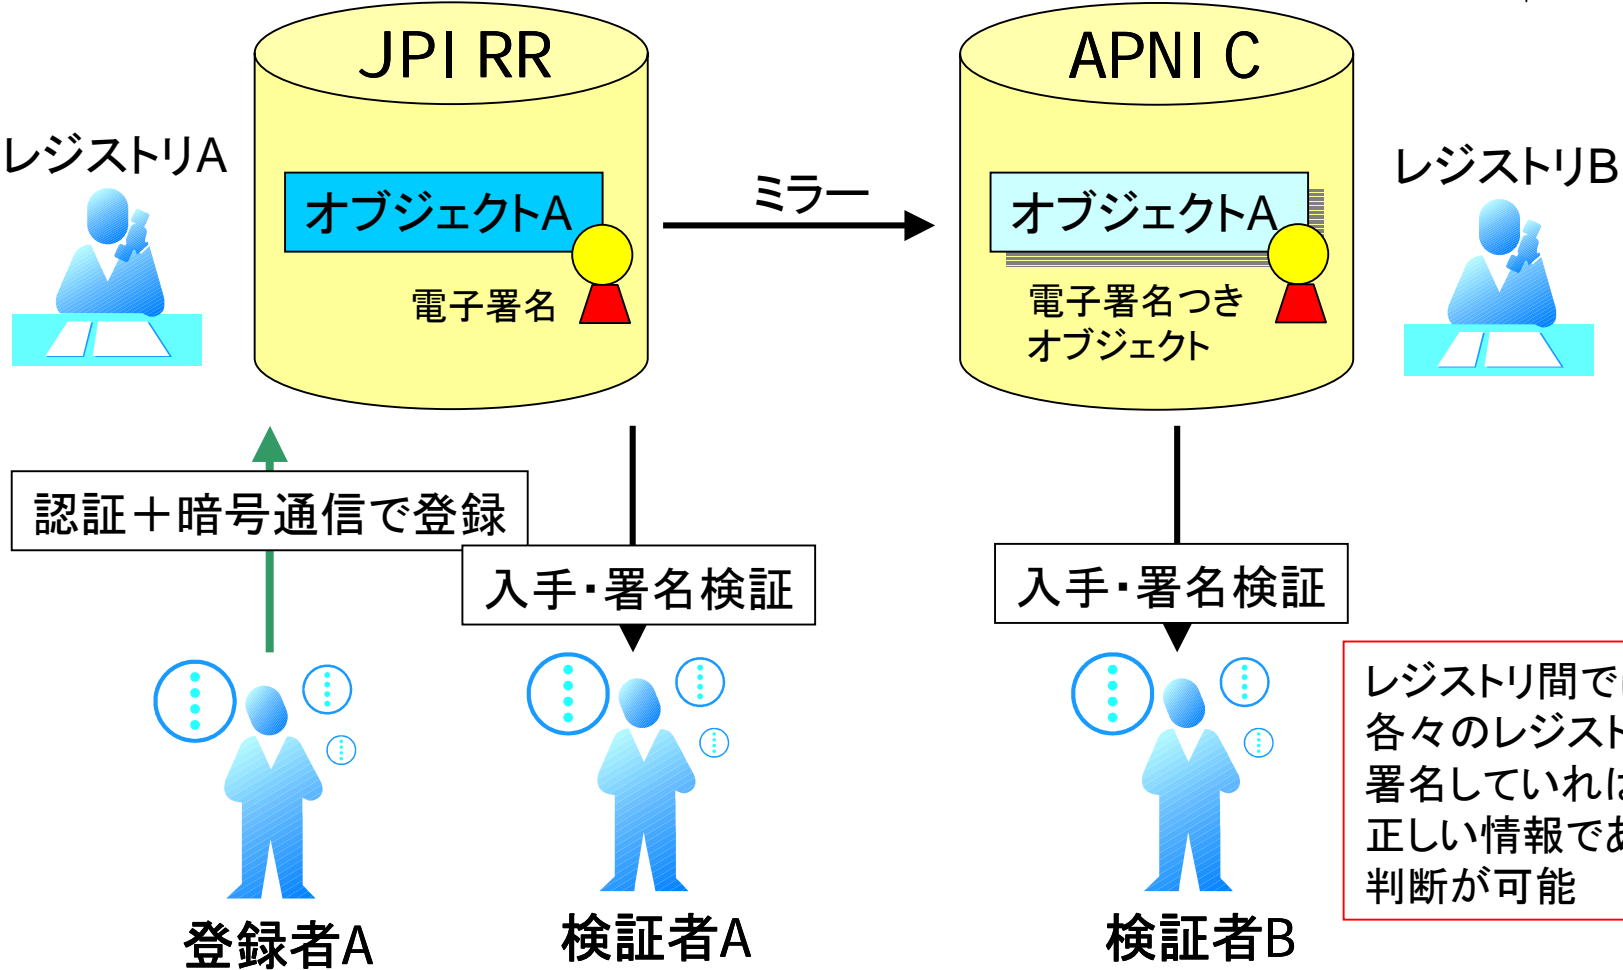 JPIRR
APNIC
レジストリA
レジストリB
オブジェクトA
ミラー
オブジェクトA
電子署名
電子署名つき
オブジェクト
認証＋暗号通信で登録
入手・署名検証
入手・署名検証
レジストリ間で
各々のレジスト
署名していれば
正しい情報であ
判断が可能
登録者A
検証者A
検証者B